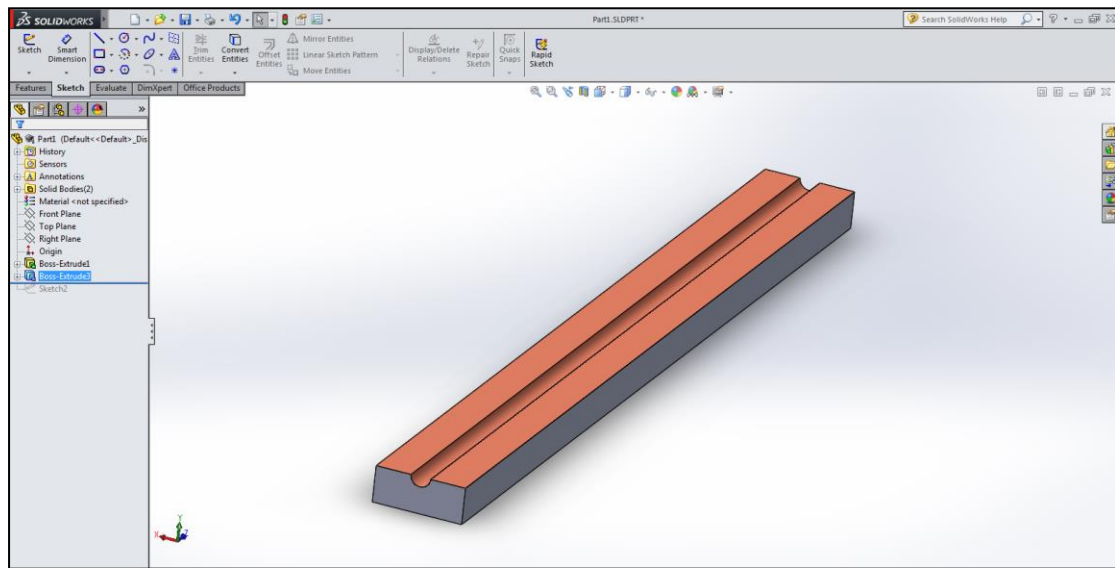 SOLIDWORKS
Part1.SLDPRT *
Search SolidWorks Help
Sketch
Smart Dimension
Trim Entities
Convert Entities
Offset Entities
Mirror Entities
Linear Sketch Pattern
Move Entities
Display/Delete Relations
Repair Sketch
Quick Snaps
Rapid Sketch
Features Sketch Evaluate DimXpert Office Products
Part1 (Default<<Default>_Dis
History
Sensors
Annotations
Solid Bodies(2)
Material <not specified>
Front Plane
Top Plane
Right Plane
Origin
Boss-Extrude1
Boss-Extrude3
Sketch2